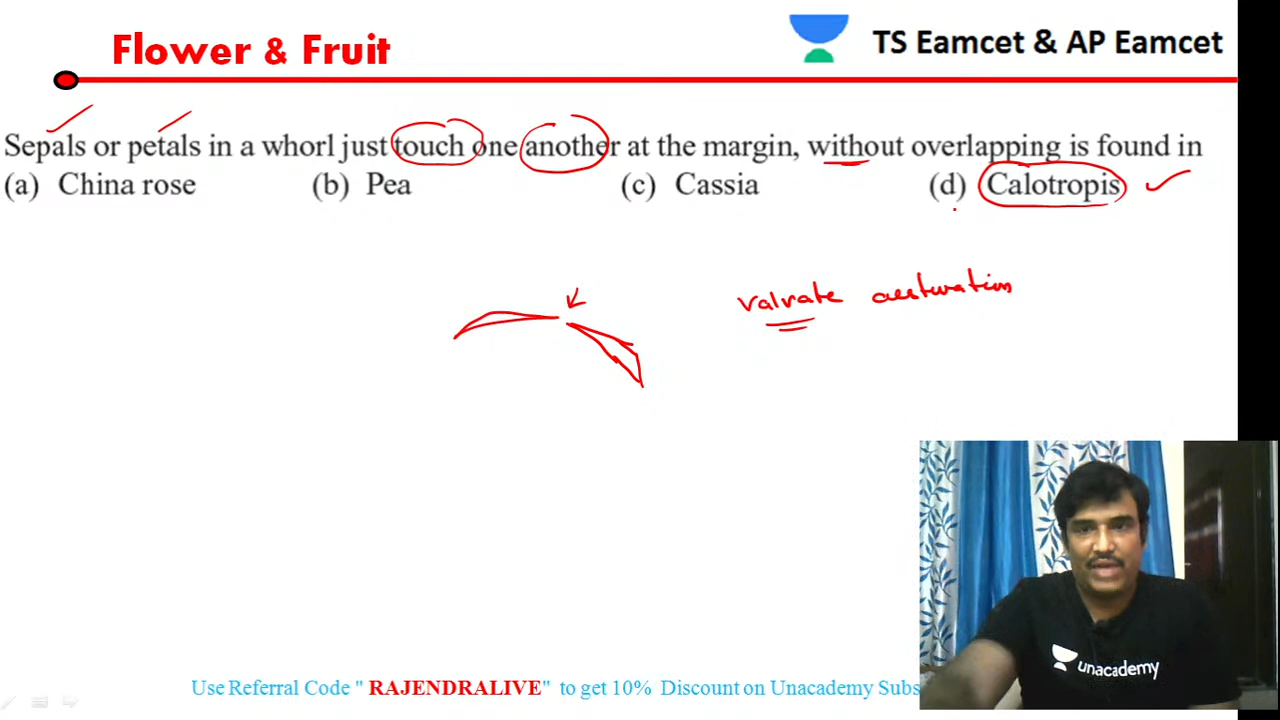 Flower & Fruit
TS Eamcet & AP Eamcet
Sepals or petals in a whorl just touch one another at the margin, without overlapping is found in
(a) China rose (b) Pea (c) Cassia (d) Calotropis
valvate aestivation
unacademy
Use Referral Code " RAJENDRALIVE" to get 10% Discount on Unacademy Subs